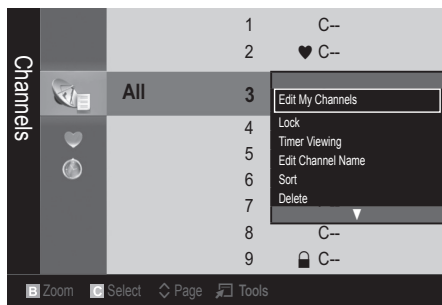 Channels
1 C--
2 ♥ C--
All 3
Edit My Channels
4 Lock
Timer Viewing
5 Edit Channel Name
6 Sort
7 Delete
▼
8 C--
9 C--
B Zoom C Select Page Tools